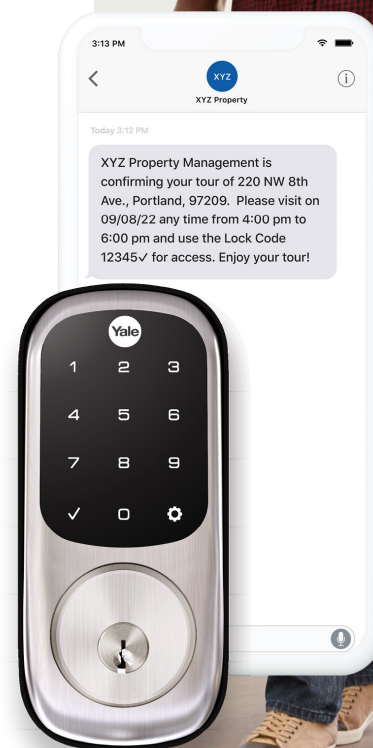 3:13 PM
XYZ
XYZ Property
Today 3:12 PM
XYZ Property Management is
confirming your tour of 220 NW 8th
Ave., Portland, 97209.  Please visit on
09/08/22 any time from 4:00 pm to
6:00 pm and use the Lock Code
12345✓ for access. Enjoy your tour!
Yale
1 2 3
4 5 6
7 8 9
✓ 0